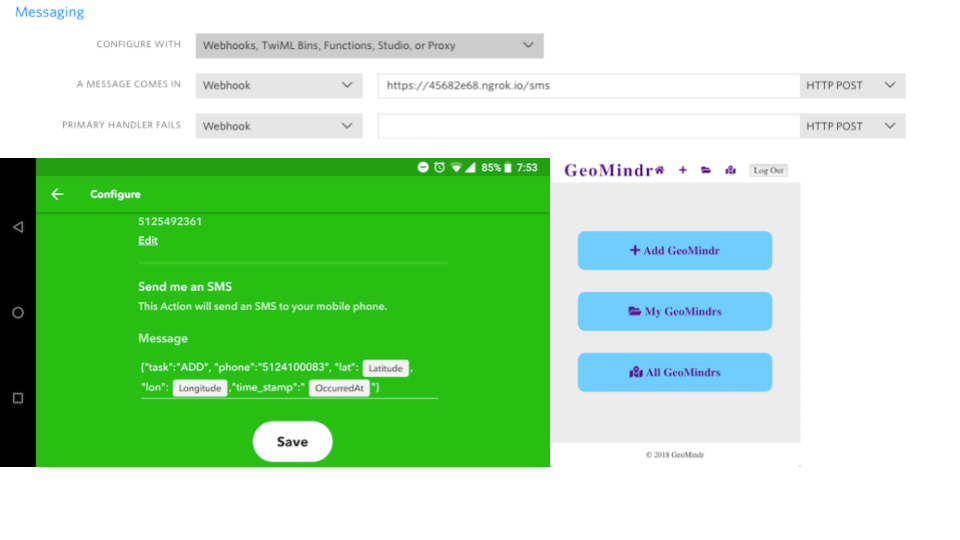 Messaging
CONFIGURE WITH Webhooks, TwiML Bins, Functions, Studio, or Proxy
A MESSAGE COMES IN Webhook https://45682e68.ngrok.io/sms HTTP POST
PRIMARY HANDLER FAILS Webhook HTTP POST
85% 7:53
Configure
5125492361
Edit
Send me an SMS
This Action will send an SMS to your mobile phone.
Message
{"task":"ADD", "phone":"5124100083", "lat": Latitude ,
"lon": Longitude ,"time_stamp":" OccurredAt "}
Save
GeoMindr Log Out
Add GeoMindr
My GeoMindrs
All GeoMindrs
© 2018 GeoMindr